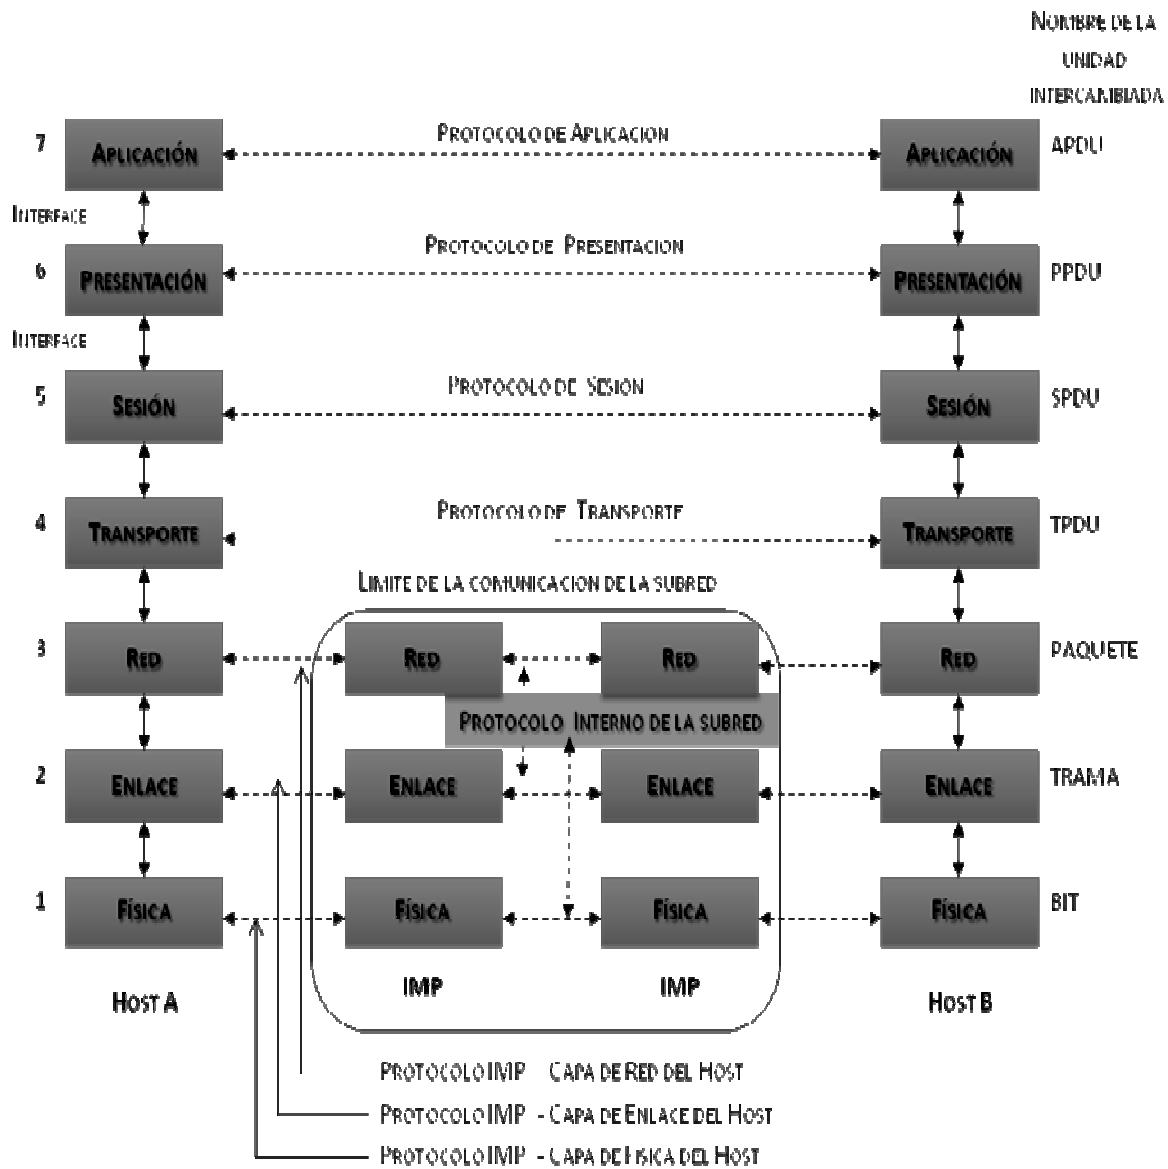 NOMBRE DE LA
UNIDAD
INTERCAMBIADA
7
APLICACIÓN
PROTOCOLO DE APLICACION
APLICACIÓN
APDU
INTERFACE
6
PRESENTACIÓN
PROTOCOLO DE PRESENTACION
PRESENTACIÓN
PPDU
INTERFACE
5
SESIÓN
PROTOCOLO DE SESION
SESIÓN
SPDU
4
TRANSPORTE
PROTOCOLO DE TRANSPORTE
TRANSPORTE
TPDU
LIMITE DE LA COMUNICACION DE LA SUBRED
3
RED
RED
RED
RED
PAQUETE
PROTOCOLO INTERNO DE LA SUBRED
2
ENLACE
ENLACE
ENLACE
ENLACE
TRAMA
1
FÍSICA
FÍSICA
FÍSICA
FÍSICA
BIT
HOST A
IMP
IMP
HOST B
PROTOCOLO IMP - CAPA DE RED DEL HOST
PROTOCOLO IMP - CAPA DE ENLACE DEL HOST
PROTOCOLO IMP - CAPA DE FISICA DEL HOST